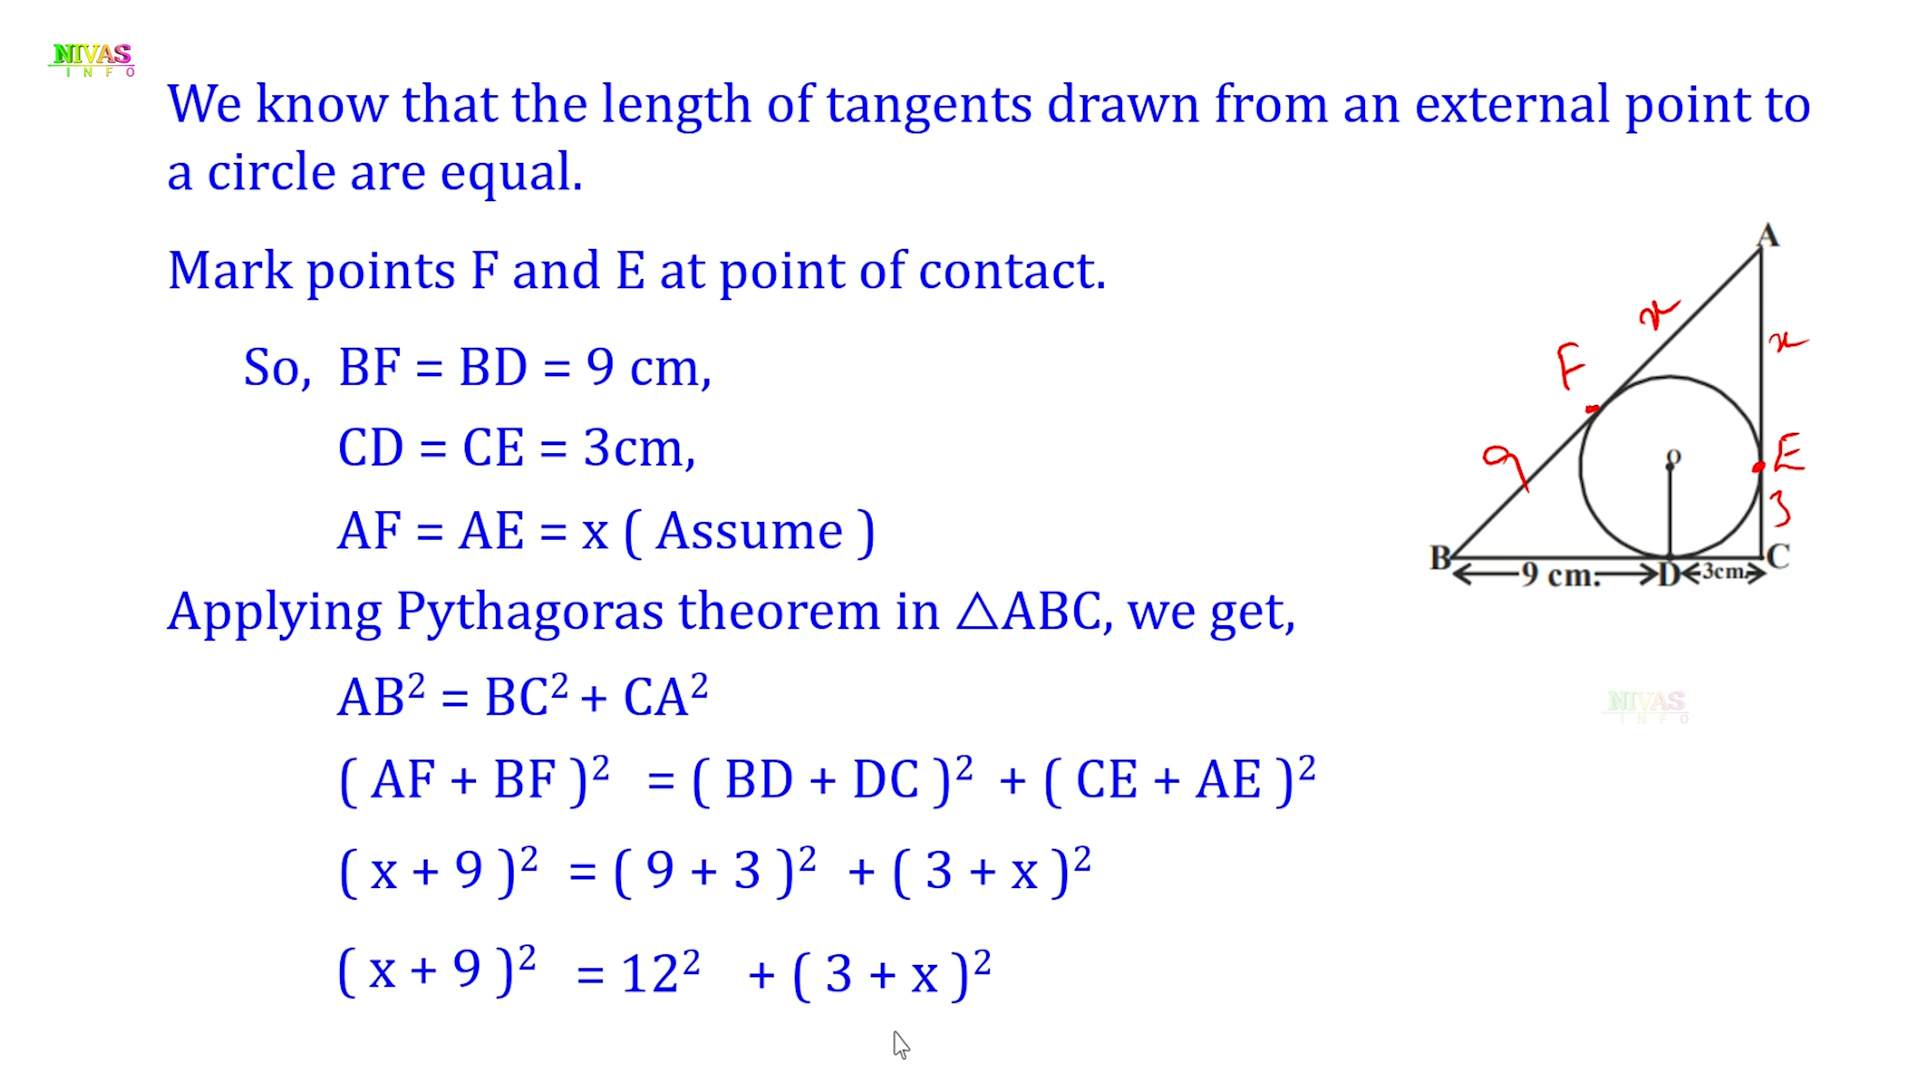 NIVAS
INFO
We know that the length of tangents drawn from an external point to
a circle are equal.
Mark points F and E at point of contact.
So, BF = BD = 9 cm,
CD = CE = 3cm,
AF = AE = x ( Assume )
Applying Pythagoras theorem in △ABC, we get,
AB² = BC² + CA²
( AF + BF )² = ( BD + DC )² + ( CE + AE )²
( x + 9 )² = ( 9 + 3 )² + ( 3 + x )²
( x + 9 )² = 12² + ( 3 + x )²
A
x
x
F
9
E
O
3
B
C
9 cm.
D
3cm.
NIVAS
INFO